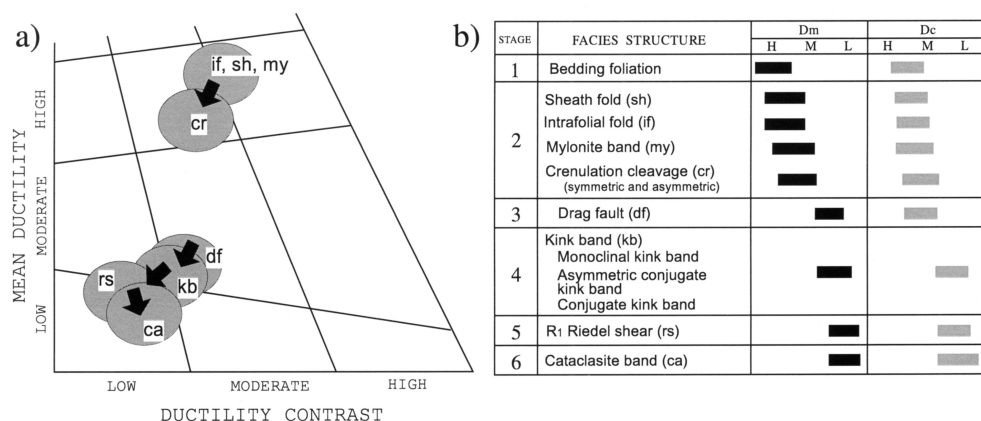 a)
if, sh, my
cr
df
kb
rs
ca
HIGH
MODERATE
LOW
MEAN DUCTILITY
LOW MODERATE HIGH
DUCTILITY CONTRAST
b)
STAGE FACIES STRUCTURE Dm Dc
H M L H M L
1 Bedding foliation
2
Sheath fold (sh)
Intrafolial fold (if)
Mylonite band (my)
Crenulation cleavage (cr)
(symmetric and asymmetric)
3 Drag fault (df)
4
Kink band (kb)
Monoclinal kink band
Asymmetric conjugate
kink band
Conjugate kink band
5 R1 Riedel shear (rs)
6 Cataclasite band (ca)